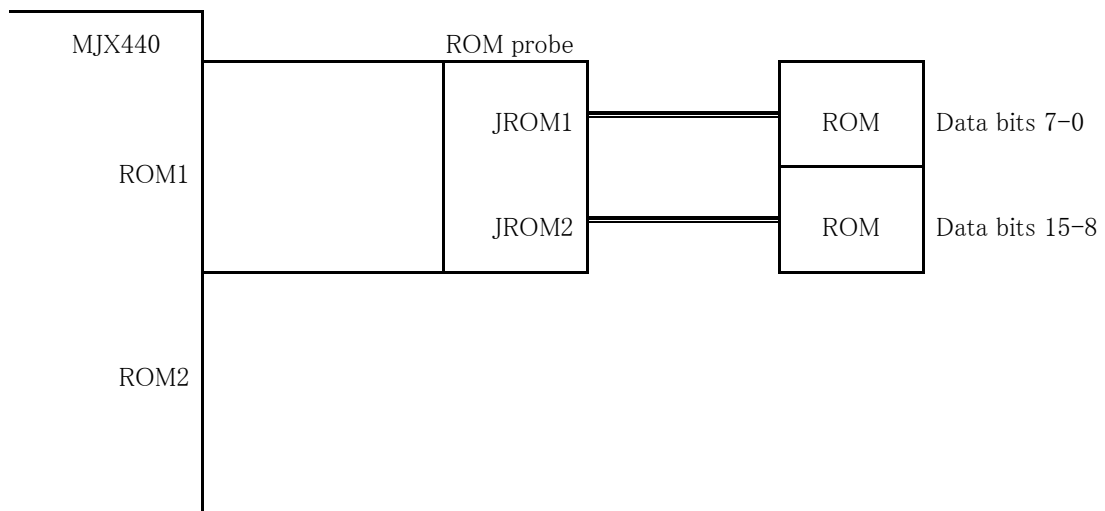 MJX440
ROM probe
JROM1
ROM
Data bits 7-0
ROM1
JROM2
ROM
Data bits 15-8
ROM2